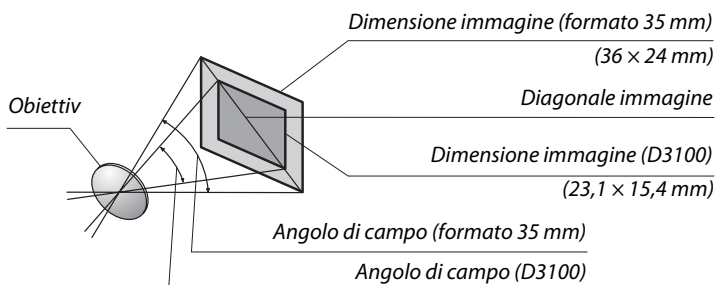 Dimensione immagine (formato 35 mm)
(36 × 24 mm)
Obiettiv
Diagonale immagine
Dimensione immagine (D3100)
(23,1 × 15,4 mm)
Angolo di campo (formato 35 mm)
Angolo di campo (D3100)